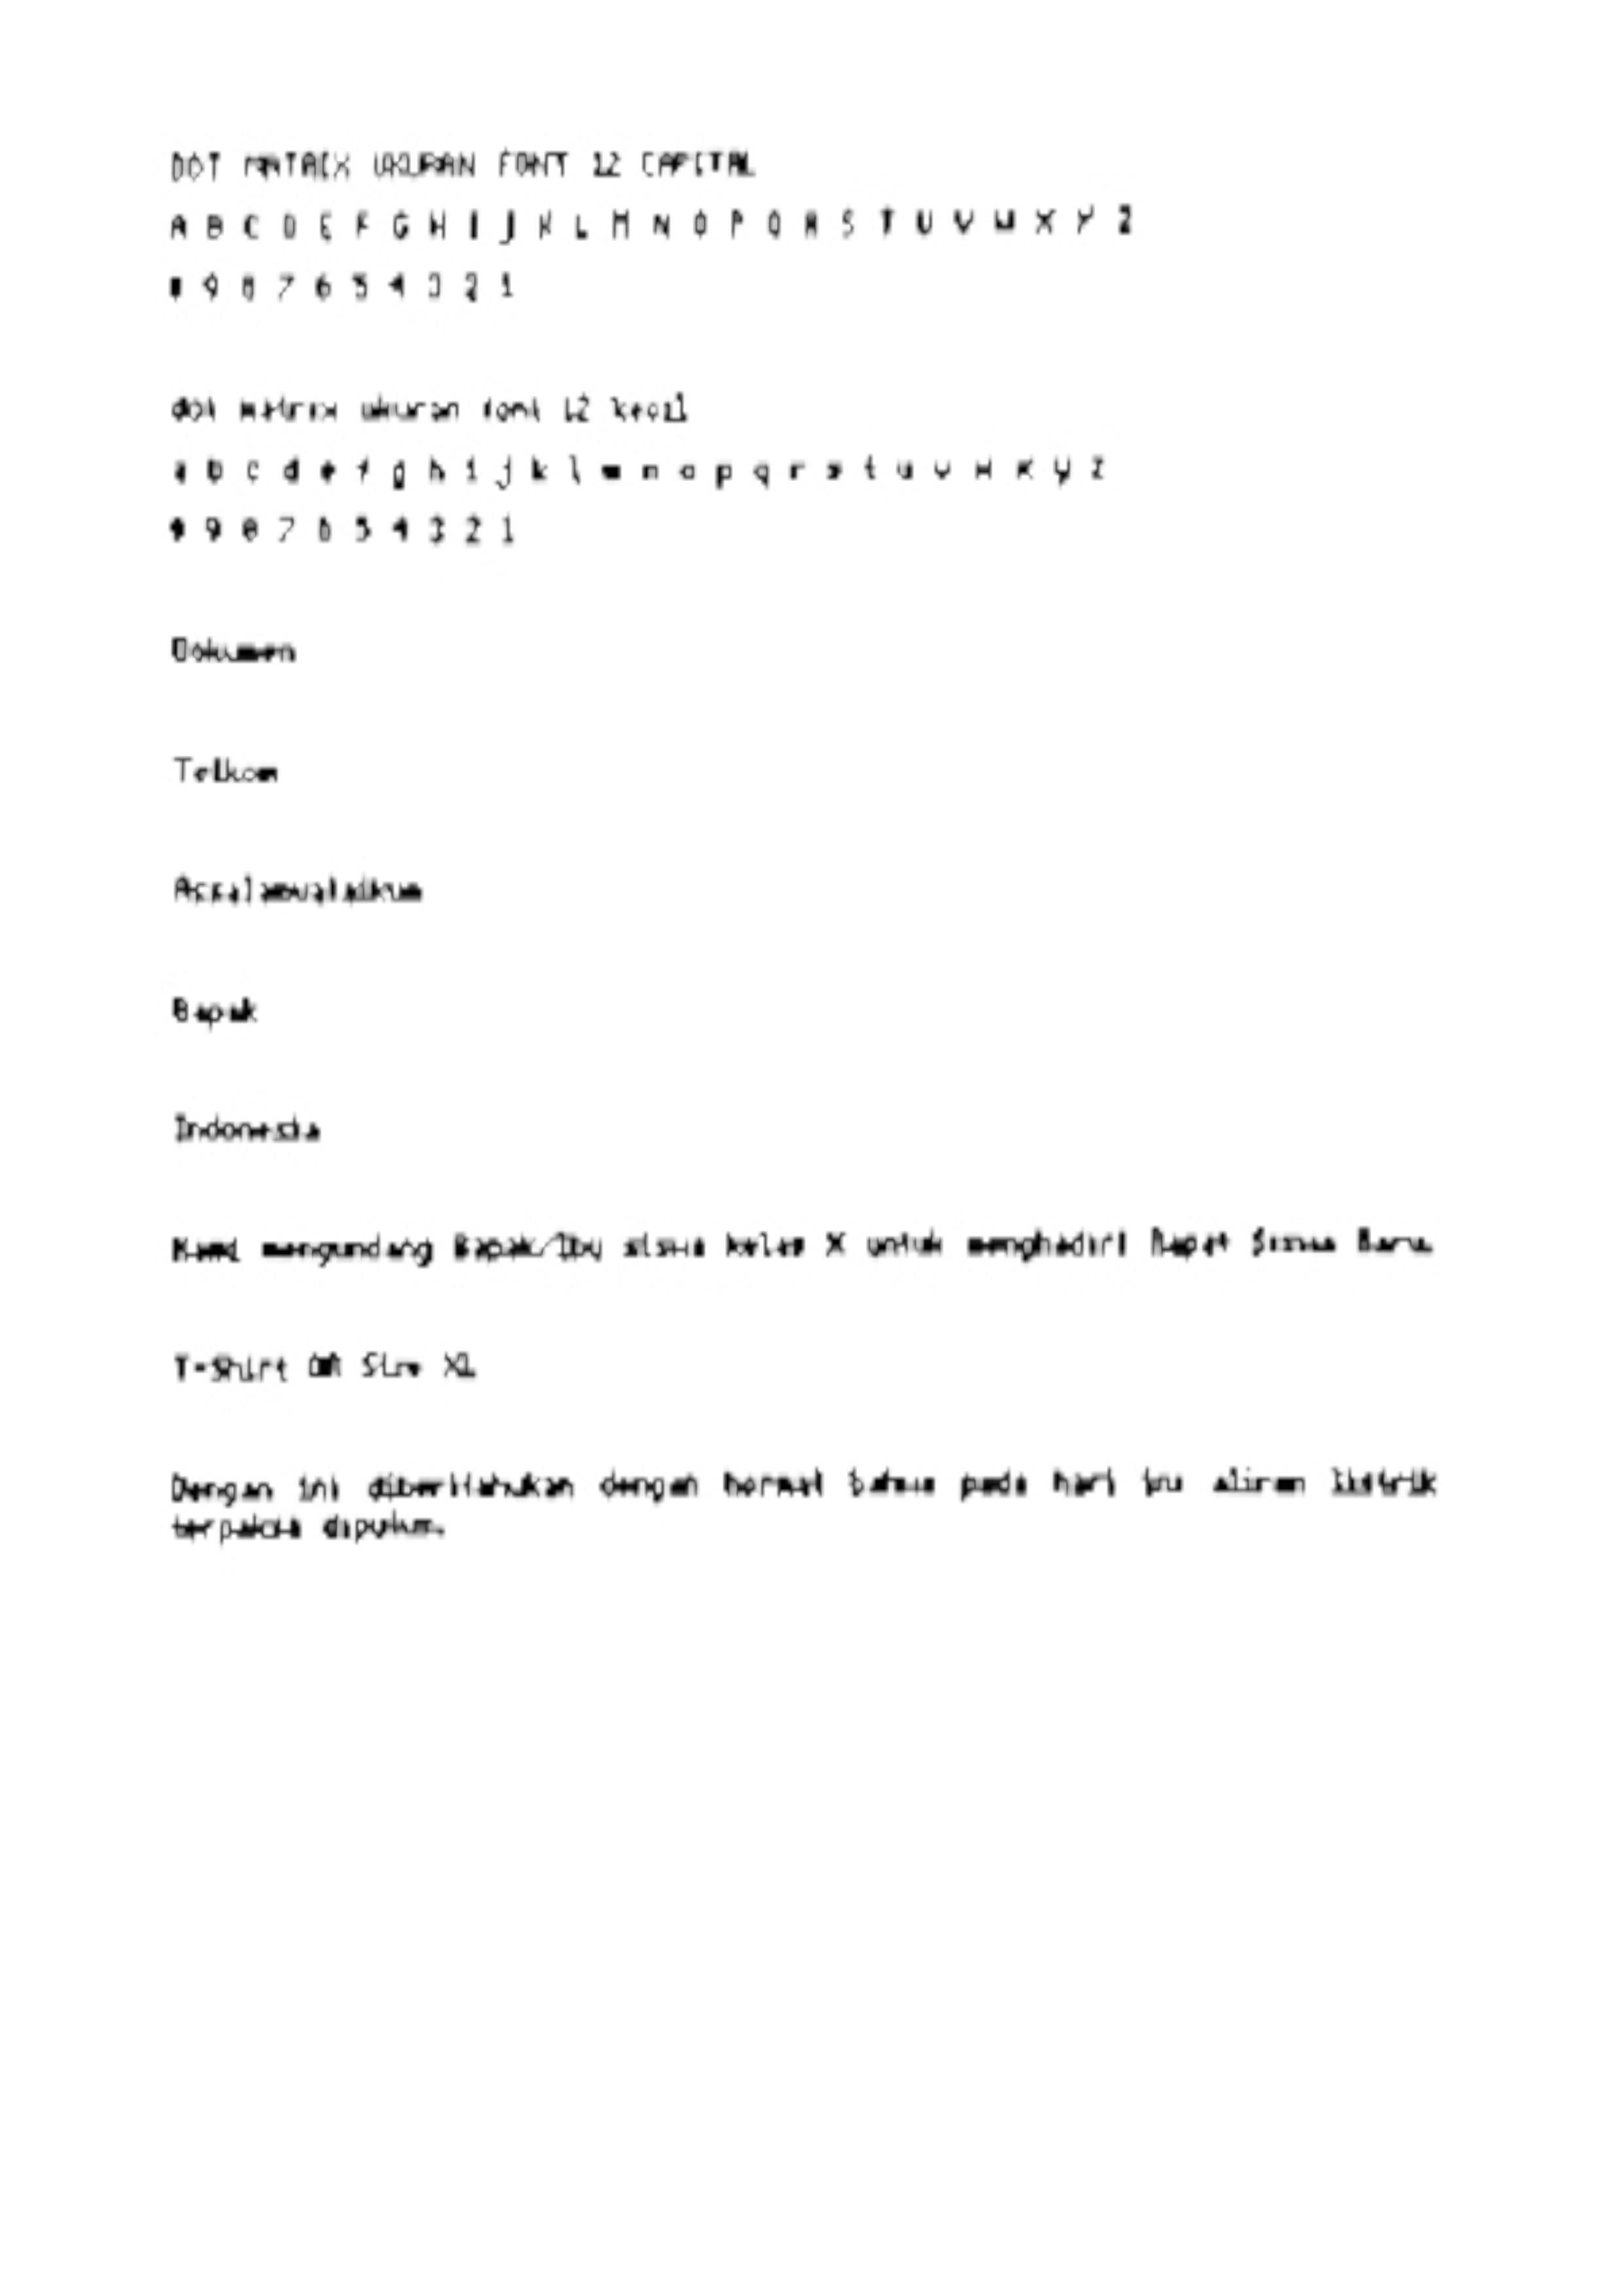 DOT MATRIX UKURAN FONT 12 CAPITAL
A B C D E F G H I J K L M N O P Q R S T U V W X Y Z
0 9 8 7 6 5 4 3 2 1
dot matrix ukuran font 12 kecil
a b c d e f g h i j k l m n o p q r s t u v w x y z
0 9 8 7 6 5 4 3 2 1
Dokumen
Telkom
Assalamualaikum
Bapak
Indonesia
Kami mengundang Bapak/Ibu siswa kelas X untuk menghadiri Rapat Siswa Baru.
T-Shirt Size XL
Dengan ini diberitahukan dengan hormat bahwa pada hari itu aliran listrik
terpaksa diputus.